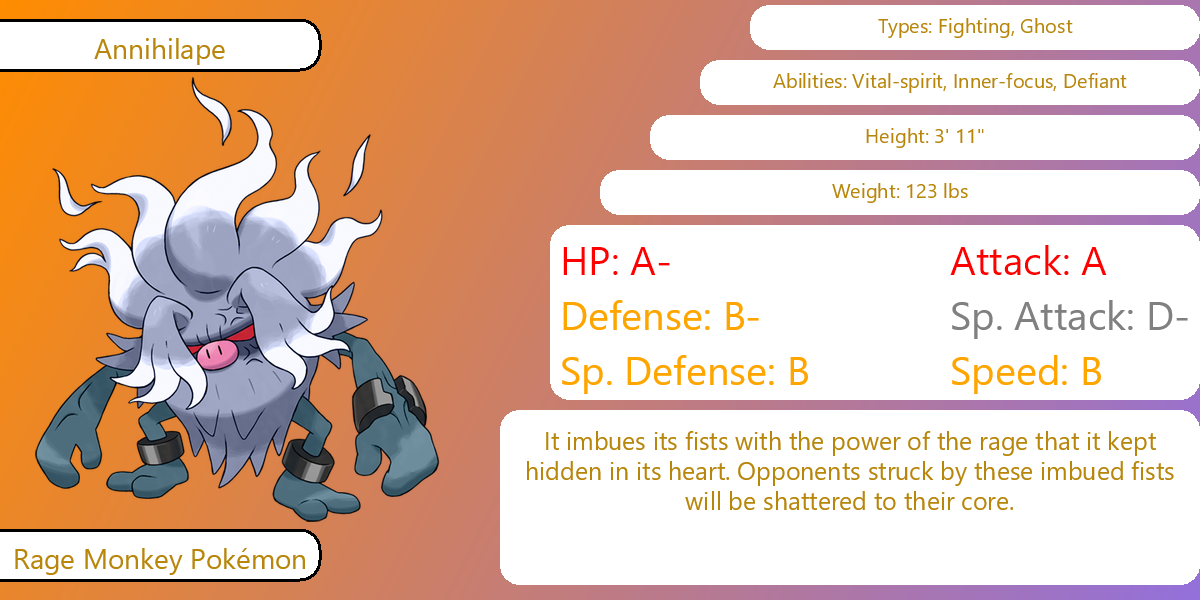 Annihilape
Types: Fighting, Ghost
Abilities: Vital-spirit, Inner-focus, Defiant
Height: 3' 11"
Weight: 123 lbs
HP: A-
Attack: A
Defense: B-
Sp. Attack: D-
Sp. Defense: B
Speed: B
It imbues its fists with the power of the rage that it kept
hidden in its heart. Opponents struck by these imbued fists
will be shattered to their core.
Rage Monkey Pokémon